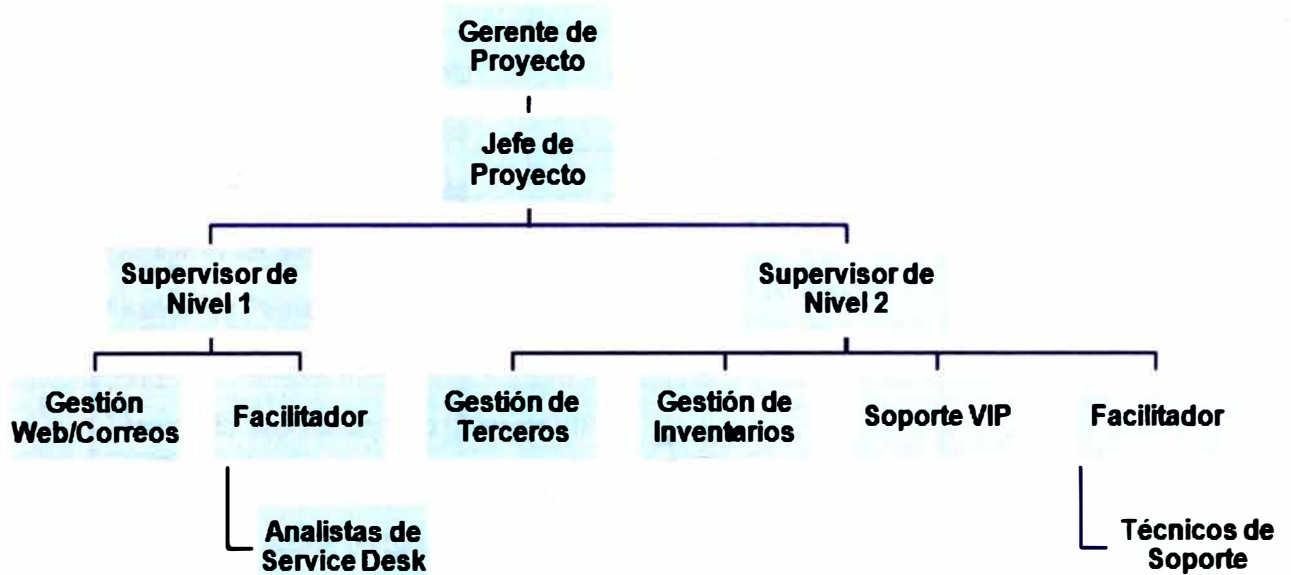 Gerente de
Proyecto
Jefe de
Proyecto
Supervisor de
Nivel 1
Supervisor de
Nivel 2
Gestión
Web/Correos
Facilitador
Gestión de
Terceros
Gestión de
Inventarios
Soporte VIP
Facilitador
Analistas de
Service Desk
Técnicos de
Soporte